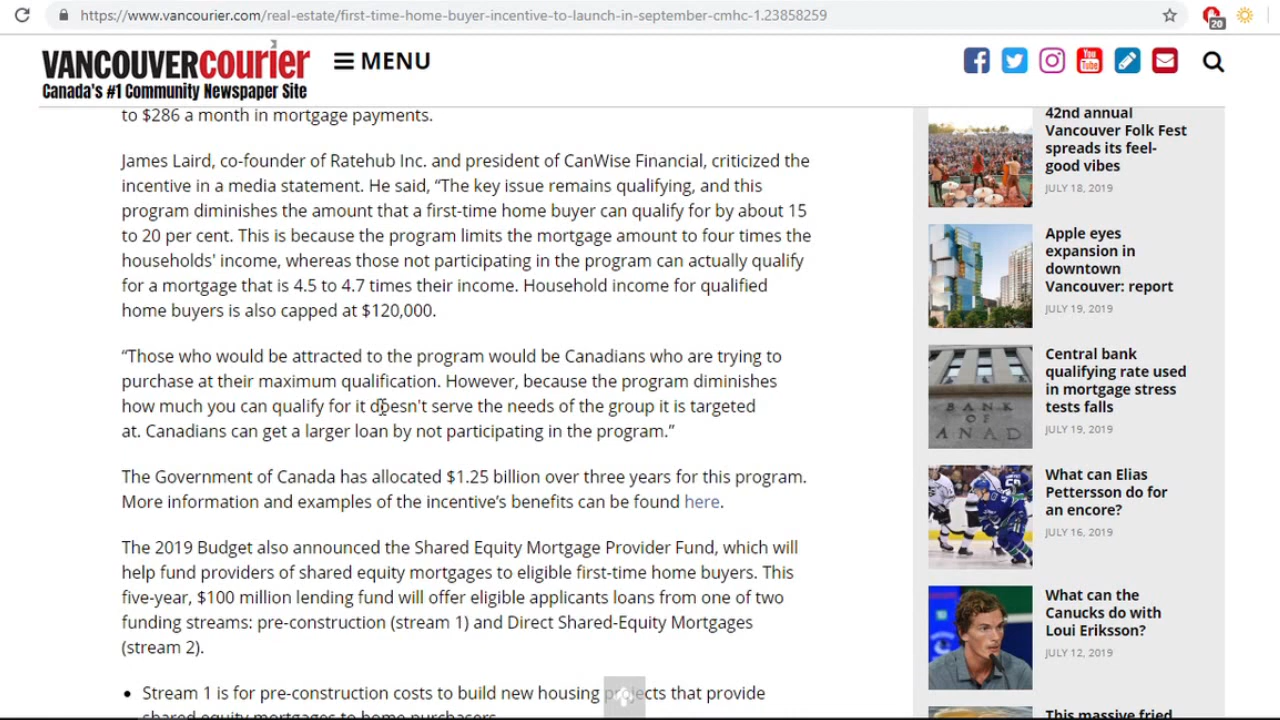 https://www.vancourier.com/real-estate/first-time-home-buyer-incentive-to-launch-in-september-cmhc-1.23858259
20
VANCOUVERcourier
Canada's #1 Community Newspaper Site
MENU
You
Tube
to $286 a month in mortgage payments.
James Laird, co-founder of Ratehub Inc. and president of CanWise Financial, criticized the
incentive in a media statement. He said, “The key issue remains qualifying, and this
program diminishes the amount that a first-time home buyer can qualify for by about 15
to 20 per cent. This is because the program limits the mortgage amount to four times the
households' income, whereas those not participating in the program can actually qualify
for a mortgage that is 4.5 to 4.7 times their income. Household income for qualified
home buyers is also capped at $120,000.
“Those who would be attracted to the program would be Canadians who are trying to
purchase at their maximum qualification. However, because the program diminishes
how much you can qualify for it doesn't serve the needs of the group it is targeted
at. Canadians can get a larger loan by not participating in the program.”
The Government of Canada has allocated $1.25 billion over three years for this program.
More information and examples of the incentive’s benefits can be found here.
The 2019 Budget also announced the Shared Equity Mortgage Provider Fund, which will
help fund providers of shared equity mortgages to eligible first-time home buyers. This
five-year, $100 million lending fund will offer eligible applicants loans from one of two
funding streams: pre-construction (stream 1) and Direct Shared-Equity Mortgages
(stream 2).
• Stream 1 is for pre-construction costs to build new housing projects that provide
shared equity mortgages to home purchasers.
42nd annual
Vancouver Folk Fest
spreads its feel-
good vibes
JULY 18, 2019
Apple eyes
expansion in
downtown
Vancouver: report
JULY 19, 2019
Central bank
qualifying rate used
in mortgage stress
tests falls
JULY 19, 2019
BANK
OF
ANAD
What can Elias
Pettersson do for
an encore?
JULY 16, 2019
What can the
Canucks do with
Loui Eriksson?
JULY 12, 2019
This massive fried